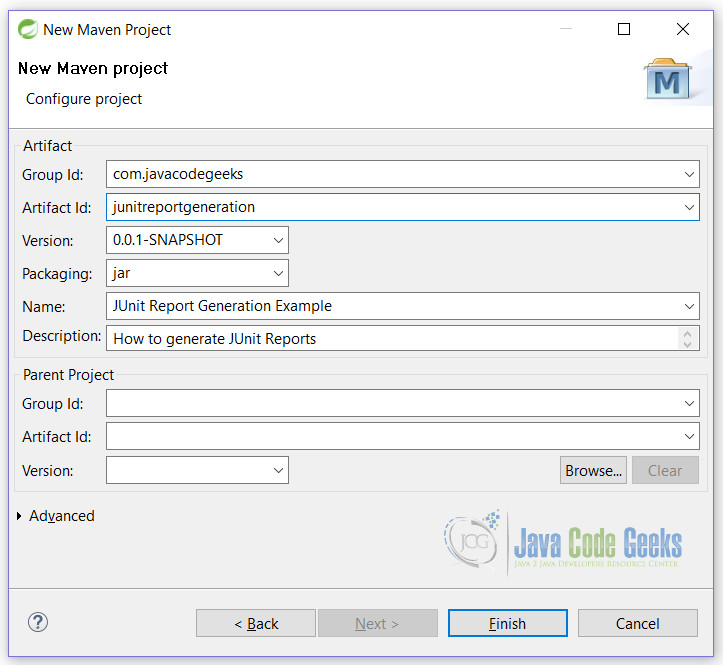 New Maven Project
New Maven project
Configure project
M
Artifact
Group Id: com.javacodegeeks
Artifact Id: junitreportgeneration
Version: 0.0.1-SNAPSHOT
Packaging: jar
Name: JUnit Report Generation Example
Description: How to generate JUnit Reports
Parent Project
Group Id:
Artifact Id:
Version: Browse... Clear
Advanced
JCG Java Code Geeks
JAVA 2 JAVA DEVELOPERS RESOURCE CENTER
? < Back Next > Finish Cancel